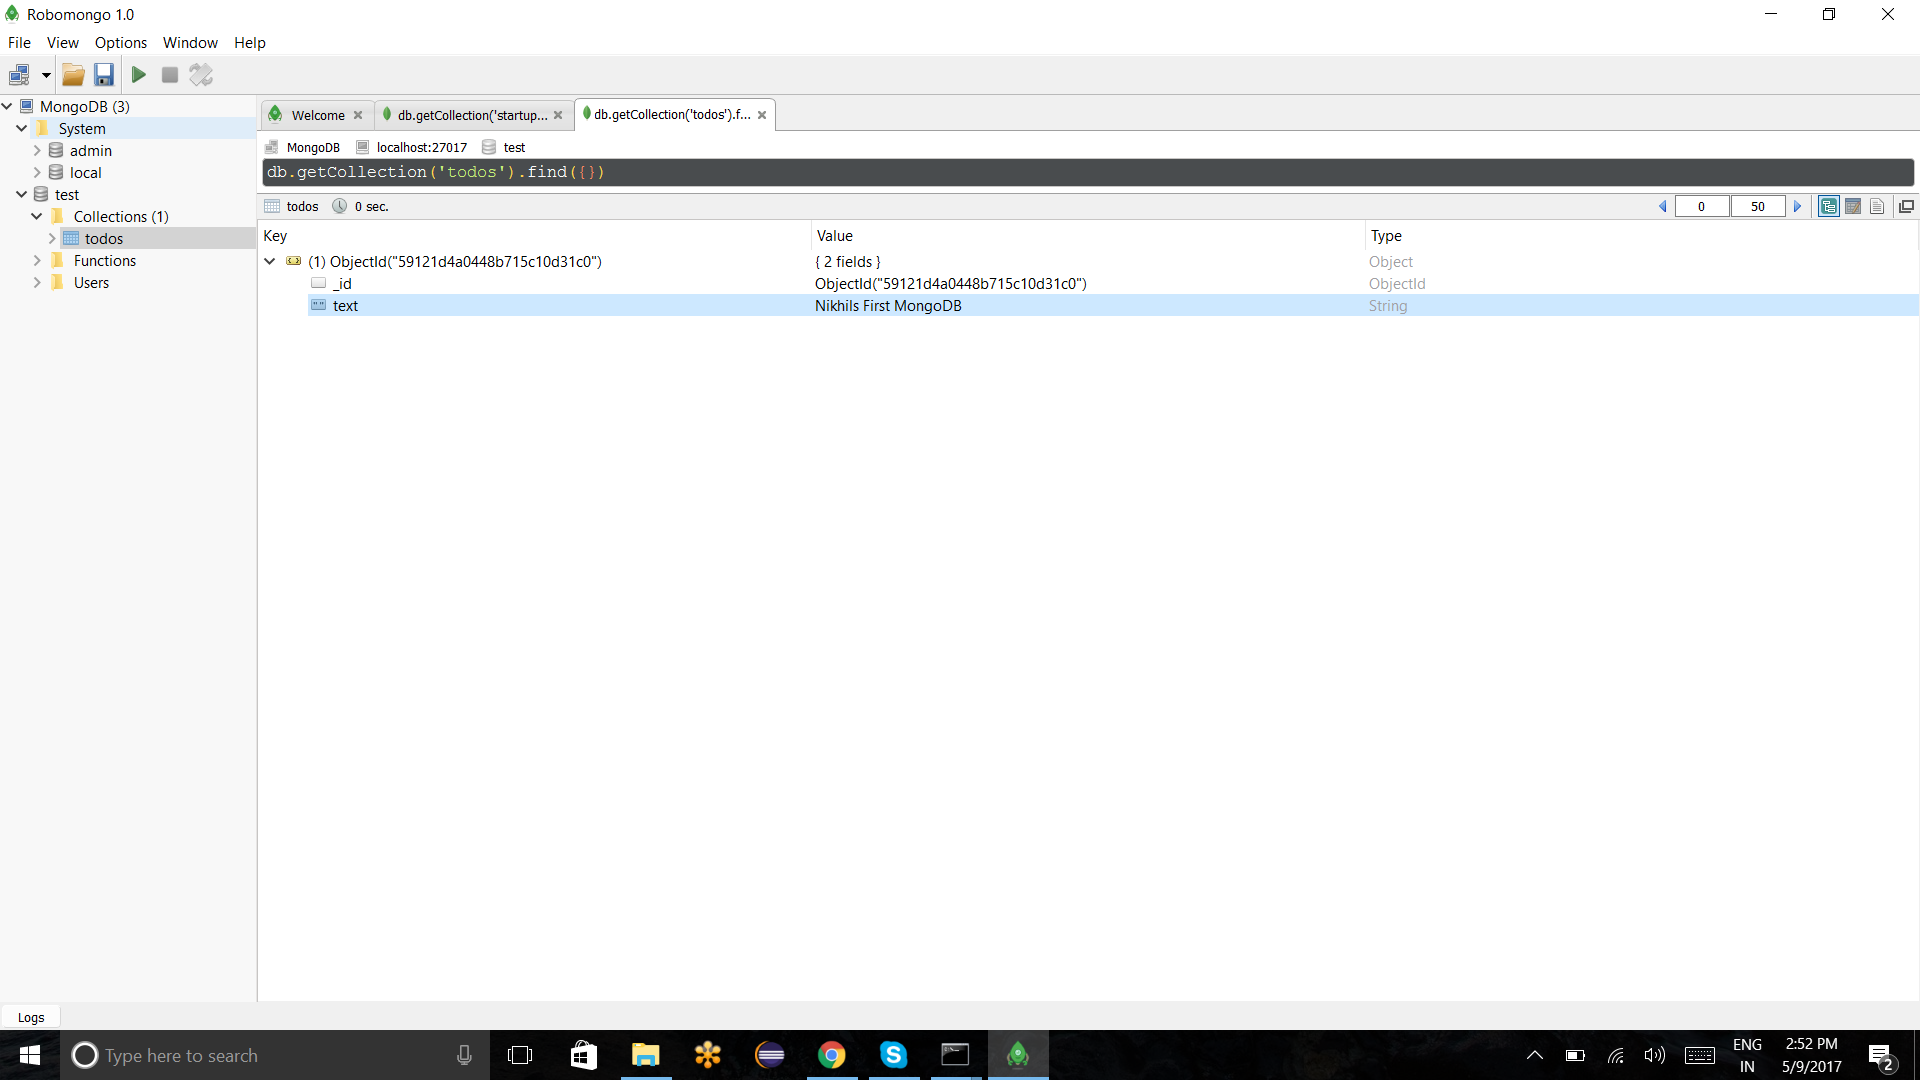 Robomongo 1.0
File View Options Window Help
MongoDB (3)
System
admin
local
test
Collections (1)
todos
Functions
Users
Welcome db.getCollection('startup... db.getCollection('todos').f...
MongoDB localhost:27017 test
db.getCollection('todos').find({})
todos 0 sec. 0 50
Key Value Type
(1) ObjectId("59121d4a0448b715c10d31c0") { 2 fields } Object
_id ObjectId("59121d4a0448b715c10d31c0") ObjectId
text Nikhils First MongoDB String
Logs
Type here to search
ENG 2:52 PM
IN 5/9/2017 2